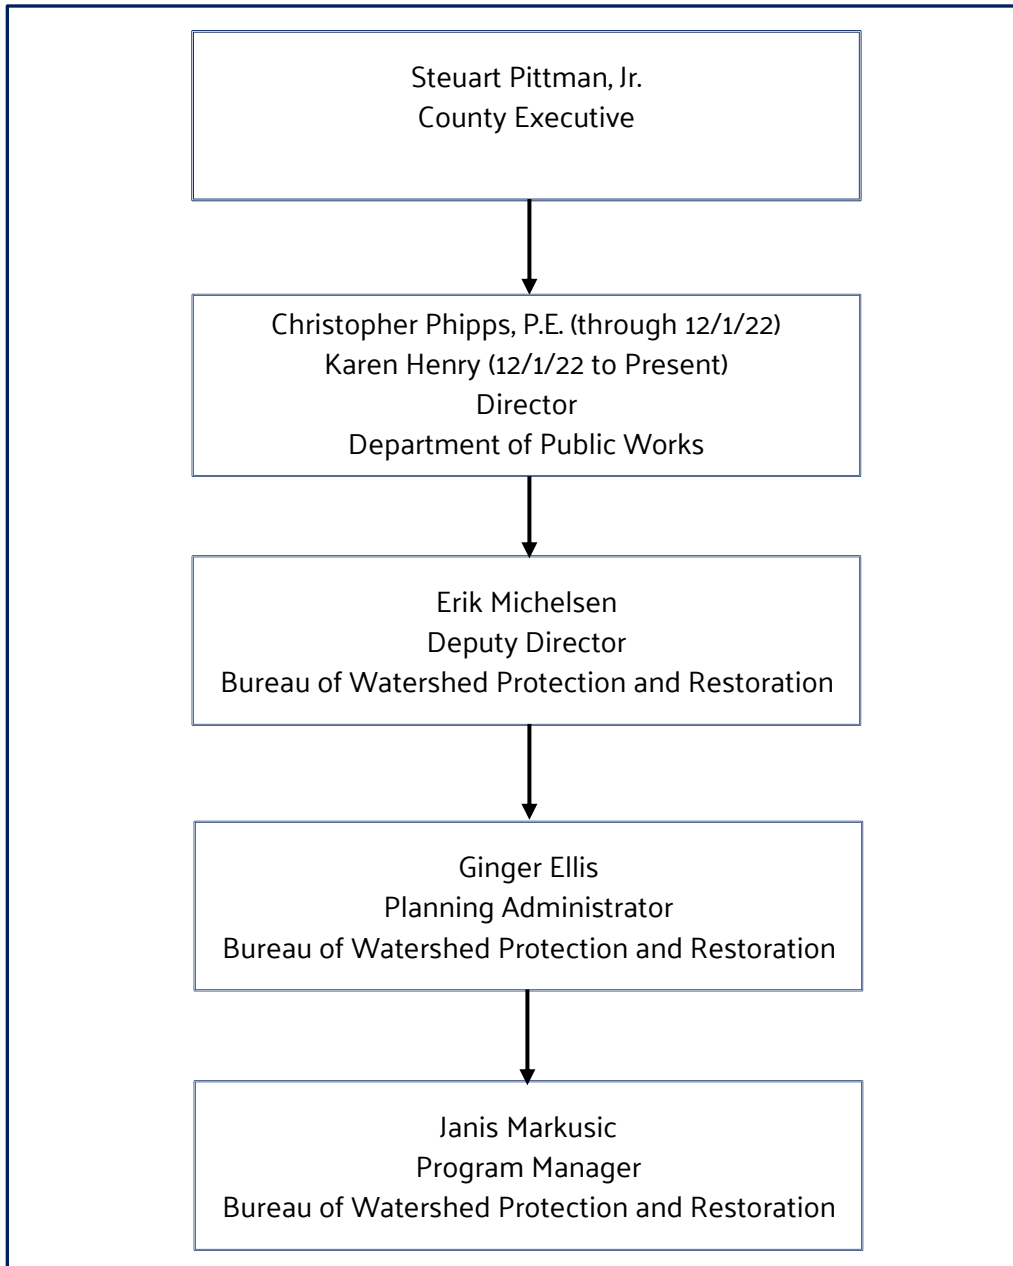 Steuart Pittman, Jr.
County Executive
Christopher Phipps, P.E. (through 12/1/22)
Karen Henry (12/1/22 to Present)
Director
Department of Public Works
Erik Michelsen
Deputy Director
Bureau of Watershed Protection and Restoration
Ginger Ellis
Planning Administrator
Bureau of Watershed Protection and Restoration
Janis Markusic
Program Manager
Bureau of Watershed Protection and Restoration